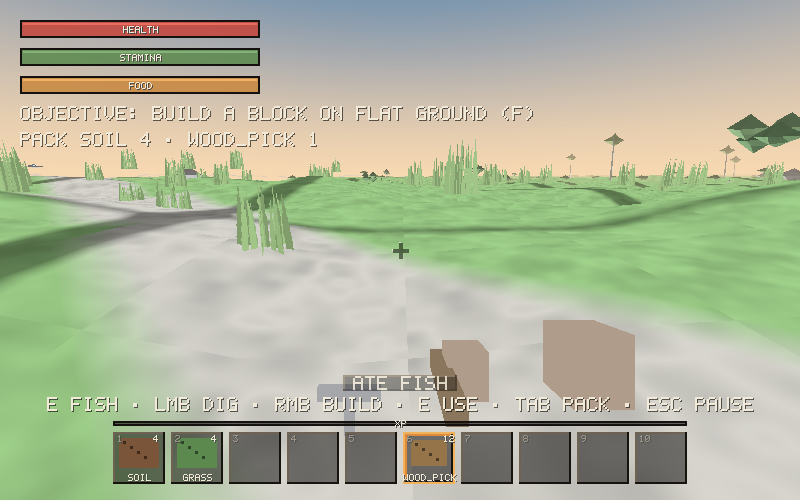 HEALTH
STAMINA
FOOD
OBJECTIVE: BUILD A BLOCK ON FLAT GROUND (F)
PACK SOIL 4 · WOOD_PICK 1
ATE FISH
E FISH · LMB DIG · RMB BUILD · E USE · TAB PACK · ESC PAUSE
XP
1 4 2 4 3 4 5 6 12 7 8 9 10
SOIL GRASS WOOD_PICK